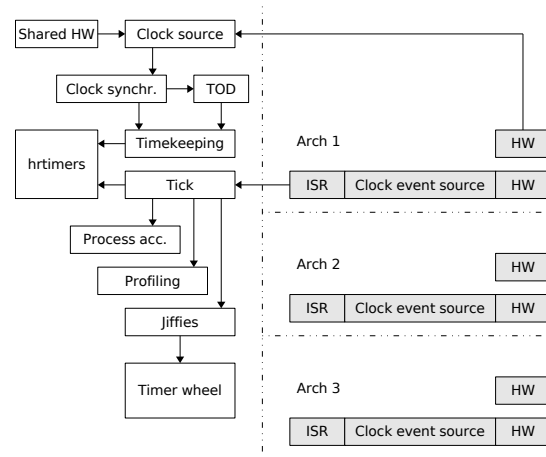 Shared HW
Clock source
Clock synchr.
TOD
Timekeeping
hrtimers
Tick
Process acc.
Profiling
Jiffies
Timer wheel
Arch 1
HW
ISR
Clock event source
HW
Arch 2
HW
ISR
Clock event source
HW
Arch 3
HW
ISR
Clock event source
HW